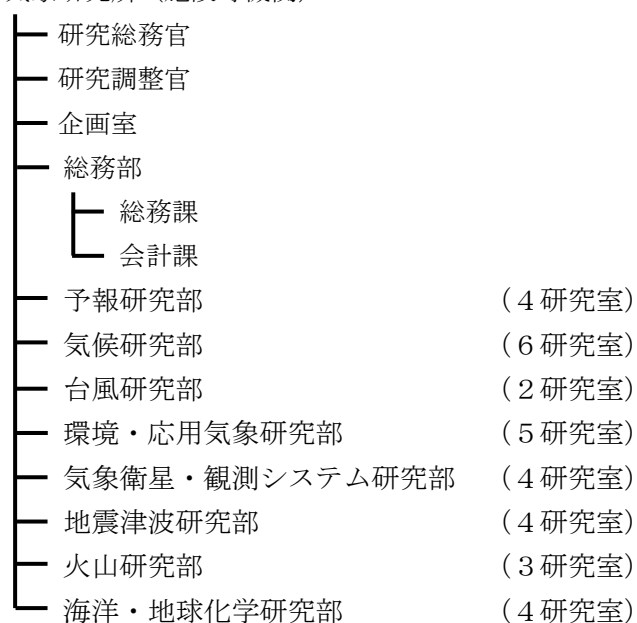 研究総務官
研究調整官
企画室
総務部
総務課
会計課
予報研究部 （４研究室）
気候研究部 （６研究室）
台風研究部 （２研究室）
環境・応用気象研究部 （５研究室）
気象衛星・観測システム研究部 （４研究室）
地震津波研究部 （４研究室）
火山研究部 （３研究室）
海洋・地球化学研究部 （４研究室）